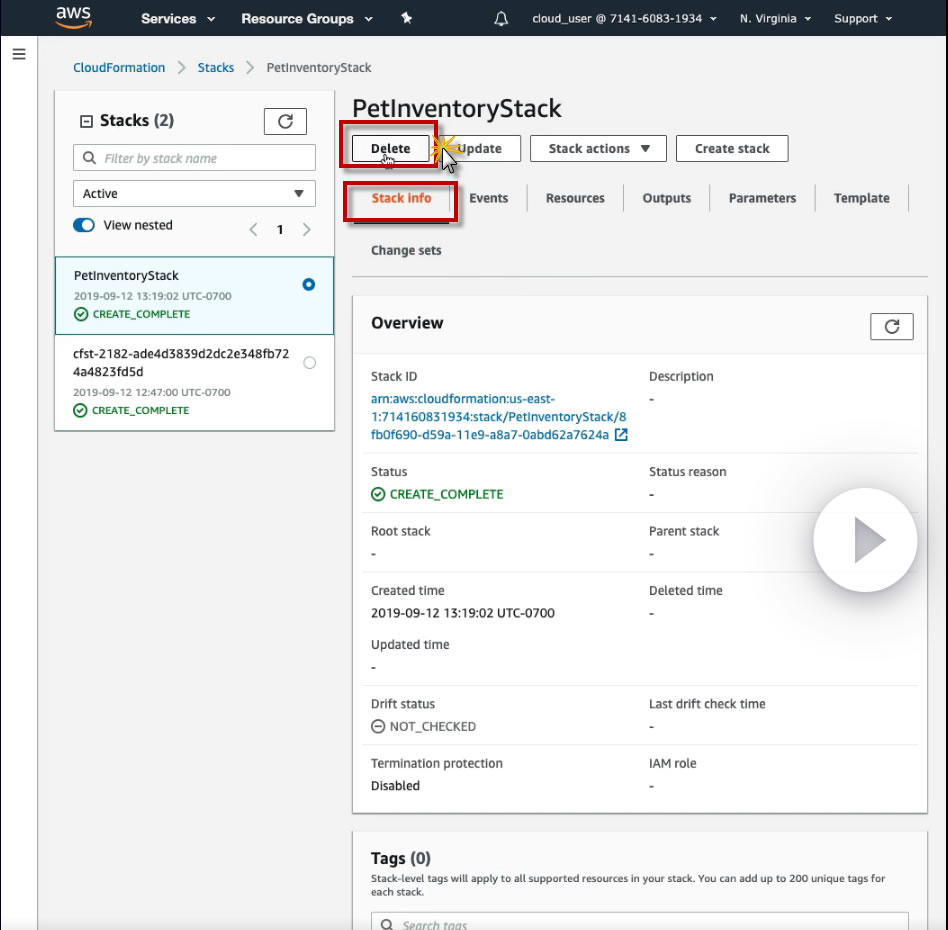 aws
Services
Resource Groups
cloud_user @ 7141-6083-1934
N. Virginia
Support
CloudFormation
Stacks
PetInventoryStack
Stacks (2)
Filter by stack name
Active
View nested
1
PetInventoryStack
2019-09-12 13:19:02 UTC-0700
CREATE_COMPLETE
cfst-2182-ade4d3839d2dc2e348fb72
4a4823fd5d
2019-09-12 12:47:00 UTC-0700
CREATE_COMPLETE
PetInventoryStack
Delete
Update
Stack actions
Create stack
Stack info
Events
Resources
Outputs
Parameters
Template
Change sets
Overview
Stack ID
arn:aws:cloudformation:us-east-
1:714160831934:stack/PetInventoryStack/8
fb0f690-d59a-11e9-a8a7-0abd62a7624a
Description
-
Status
CREATE_COMPLETE
Status reason
-
Root stack
-
Parent stack
-
Created time
2019-09-12 13:19:02 UTC-0700
Deleted time
-
Updated time
-
Drift status
NOT_CHECKED
Last drift check time
-
Termination protection
Disabled
IAM role
-
Tags (0)
Stack-level tags will apply to all supported resources in your stack. You can add up to 200 unique tags for
each stack.
Search tags